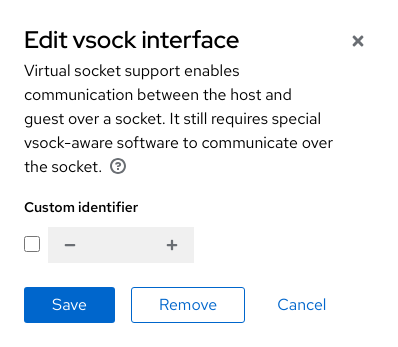 Edit vsock interface
Virtual socket support enables
communication between the host and
guest over a socket. It still requires special
vsock-aware software to communicate over
the socket.
Custom identifier
Save Remove Cancel